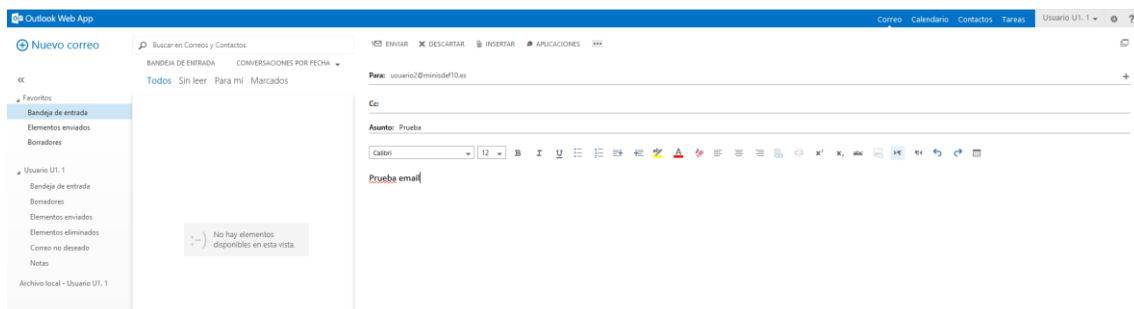 Outlook Web App
Correo Calendario Contactos Tareas Usuario U1. 1 ?
Nuevo correo
Favoritos
Bandeja de entrada
Elementos enviados
Borradores
Usuario U1. 1
Bandeja de entrada
Borradores
Elementos enviados
Elementos eliminados
Correo no deseado
Notas
Archivo local - Usuario U1. 1
Buscar en Correos y Contactos
BANDEJA DE ENTRADA CONVERSACIONES POR FECHA
Todos Sin leer Para mí Marcados
No hay elementos
disponibles en esta vista.
ENVIAR DESCARTAR INSERTAR APLICACIONES
Para: usuario2@minisdef10.es
Cc:
Asunto: Prueba
Calibri 12 B I U A x² x₂ abc
Prueba email